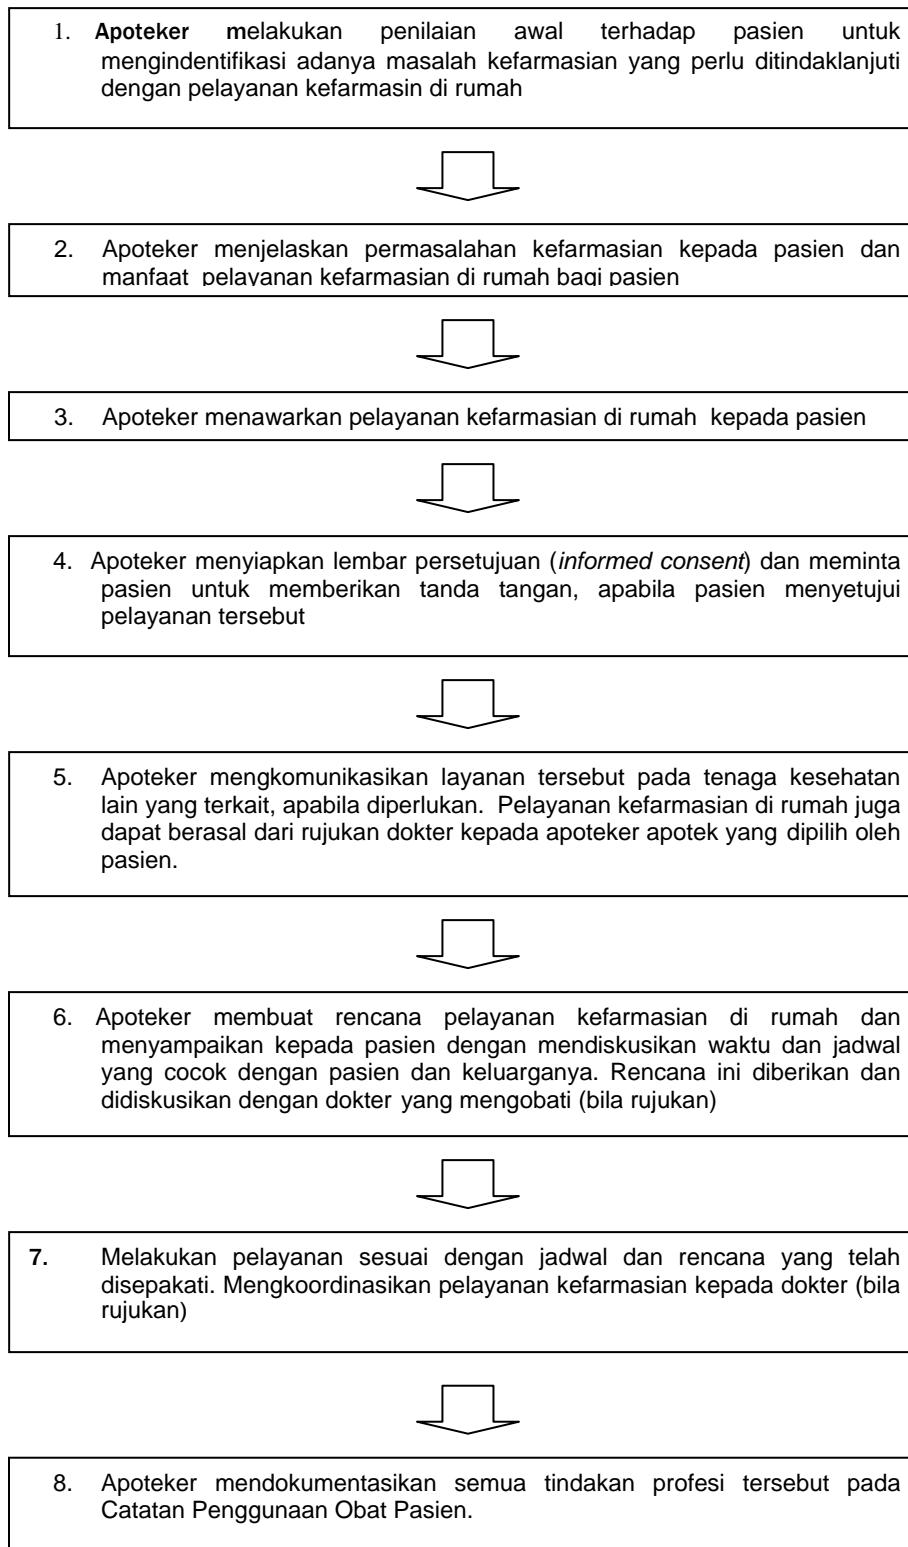 1. Apoteker melakukan penilaian awal terhadap pasien untuk
mengindentifikasi adanya masalah kefarmasian yang perlu ditindaklanjuti
dengan pelayanan kefarmasin di rumah
2. Apoteker menjelaskan permasalahan kefarmasian kepada pasien dan
manfaat pelayanan kefarmasian di rumah bagi pasien
3. Apoteker menawarkan pelayanan kefarmasian di rumah kepada pasien
4. Apoteker menyiapkan lembar persetujuan (informed consent) dan meminta
pasien untuk memberikan tanda tangan, apabila pasien menyetujui
pelayanan tersebut
5. Apoteker mengkomunikasikan layanan tersebut pada tenaga kesehatan
lain yang terkait, apabila diperlukan. Pelayanan kefarmasian di rumah juga
dapat berasal dari rujukan dokter kepada apoteker apotek yang dipilih oleh
pasien.
6. Apoteker membuat rencana pelayanan kefarmasian di rumah dan
menyampaikan kepada pasien dengan mendiskusikan waktu dan jadwal
yang cocok dengan pasien dan keluarganya. Rencana ini diberikan dan
didiskusikan dengan dokter yang mengobati (bila rujukan)
7. Melakukan pelayanan sesuai dengan jadwal dan rencana yang telah
disepakati. Mengkoordinasikan pelayanan kefarmasian kepada dokter (bila
rujukan)
8. Apoteker mendokumentasikan semua tindakan profesi tersebut pada
Catatan Penggunaan Obat Pasien.